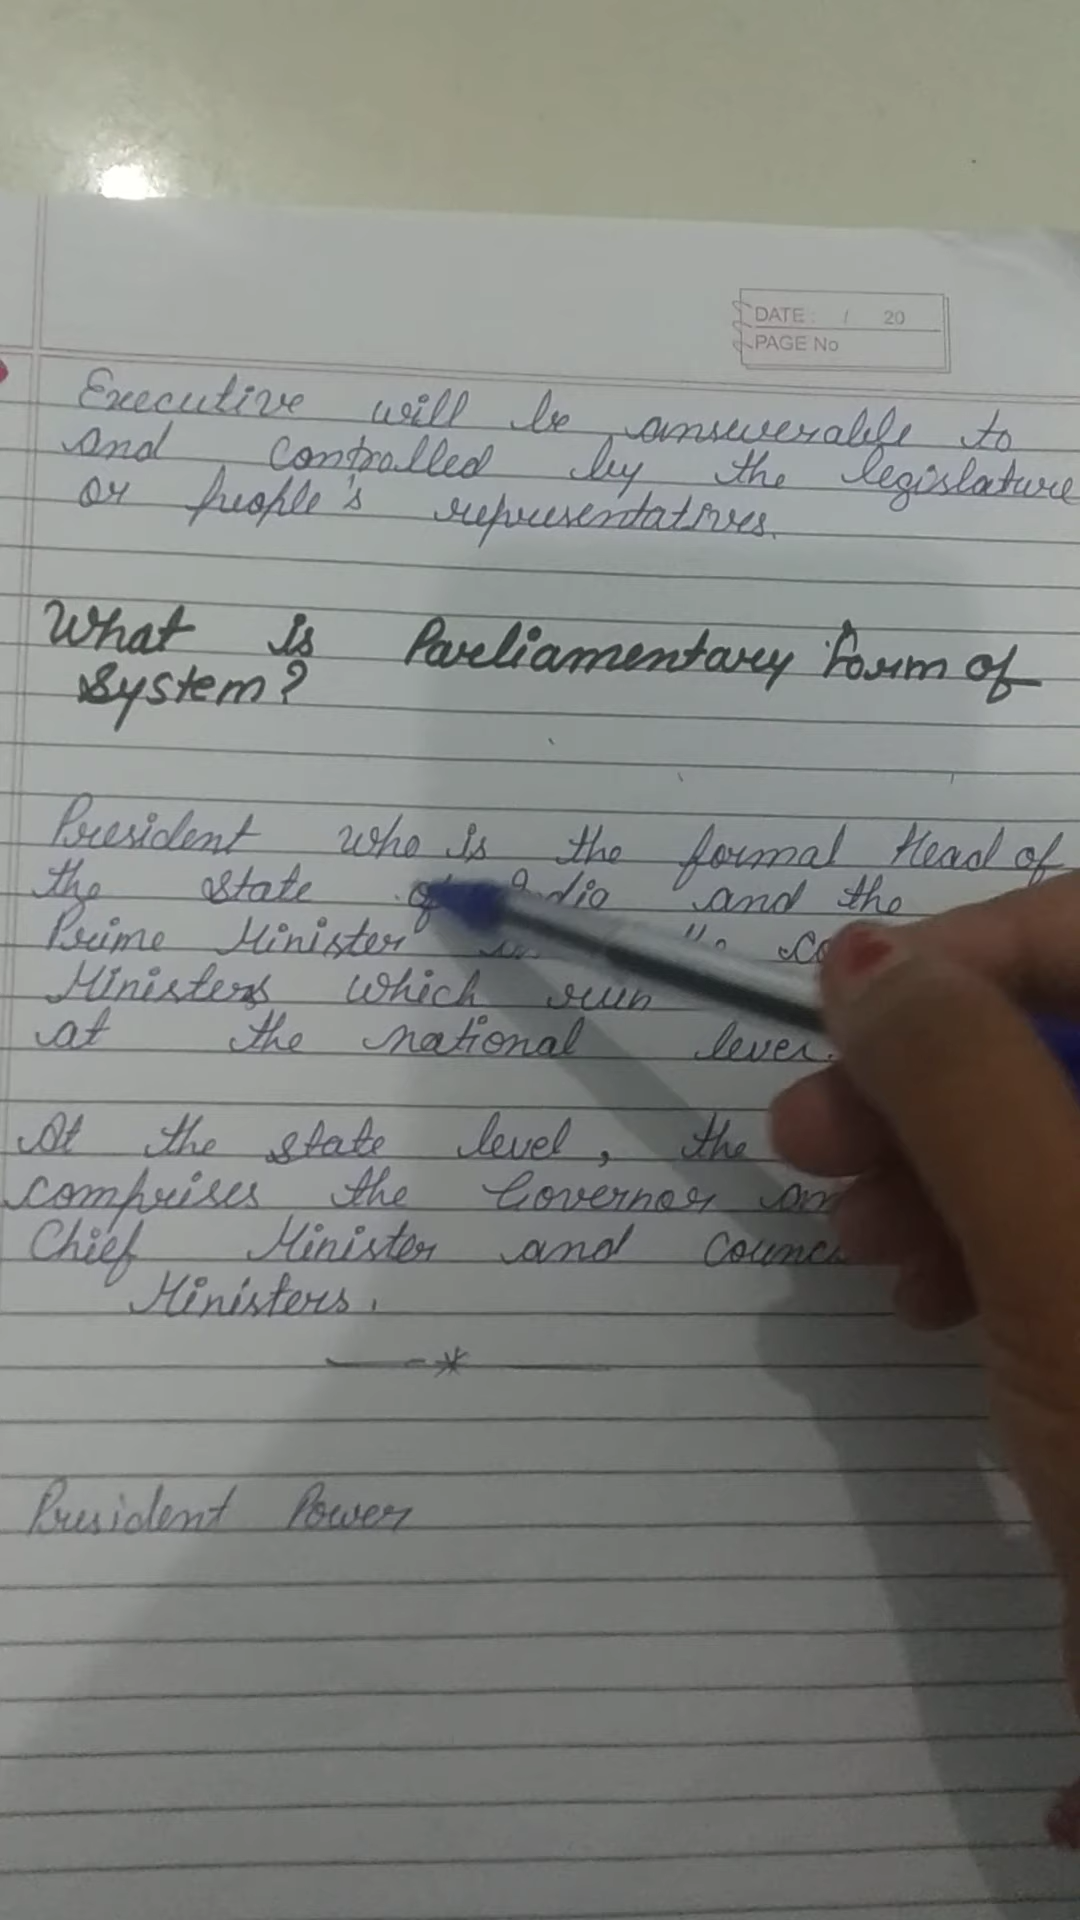 DATE : / 20
PAGE No
Executive will be answerable to
and controlled by the legislature
or people's representatives.
What is Parliamentary Form of
System?
President who is the formal Head of
the state of India and the
Prime Minister
Ministers which run
at the national level.
At the state level, the
comprises the Governor
Chief Minister and
Ministers.
President Power